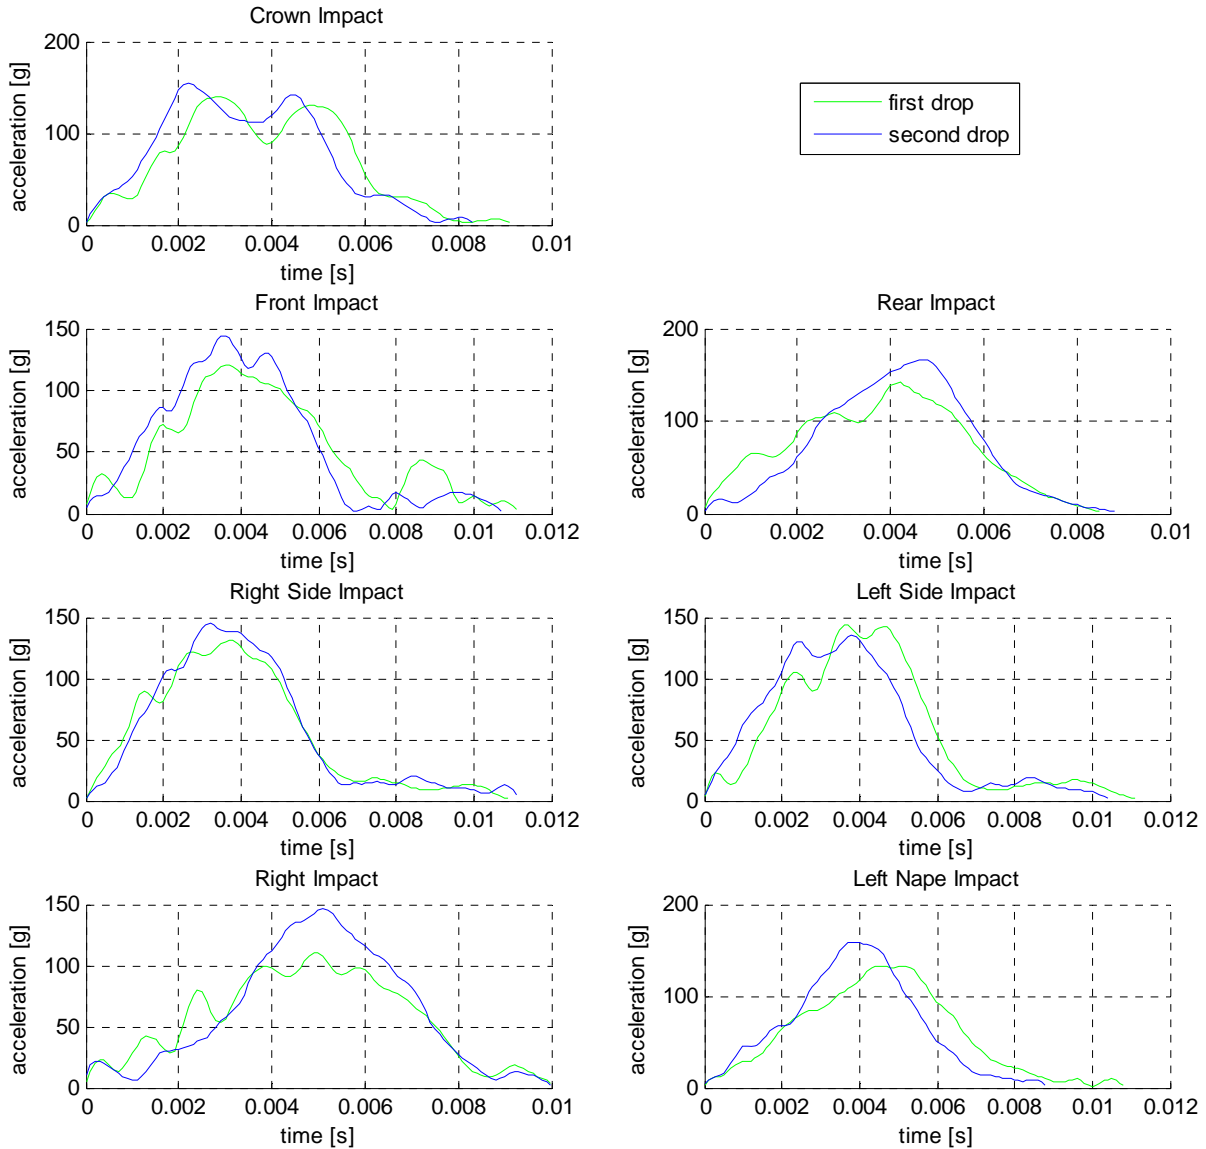 Crown Impact
200
100
0
acceleration [g]
0 0.002 0.004 0.006 0.008 0.01
time [s]
first drop
second drop
Front Impact
150
100
50
0
acceleration [g]
0 0.002 0.004 0.006 0.008 0.01 0.012
time [s]
Rear Impact
200
100
0
acceleration [g]
0 0.002 0.004 0.006 0.008 0.01
time [s]
Right Side Impact
150
100
50
0
acceleration [g]
0 0.002 0.004 0.006 0.008 0.01 0.012
time [s]
Left Side Impact
150
100
50
0
acceleration [g]
0 0.002 0.004 0.006 0.008 0.01 0.012
time [s]
Right Impact
150
100
50
0
acceleration [g]
0 0.002 0.004 0.006 0.008 0.01
time [s]
Left Nape Impact
200
100
0
acceleration [g]
0 0.002 0.004 0.006 0.008 0.01 0.012
time [s]